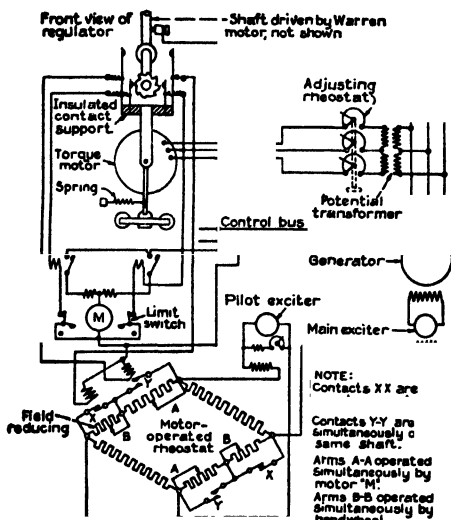 Front view of
regulator
Shaft driven by Warren
motor, not shown
Insulated
contact
support
Torque
motor
Spring
Adjusting
rheostats
Potential
transformer
Control bus
Generator
Main exciter
Pilot exciter
M
Limit
switch
Field
reducing
X
Y
A
B
Motor-
operated
rheostat
A
B
X
Y
NOTE:
Contacts XX are
Contacts Y-Y are
simultaneously o
same shaft.
Arms A-A operated
simultaneously by
motor "M".
Arms B-B operated
simultaneously by
handwheel